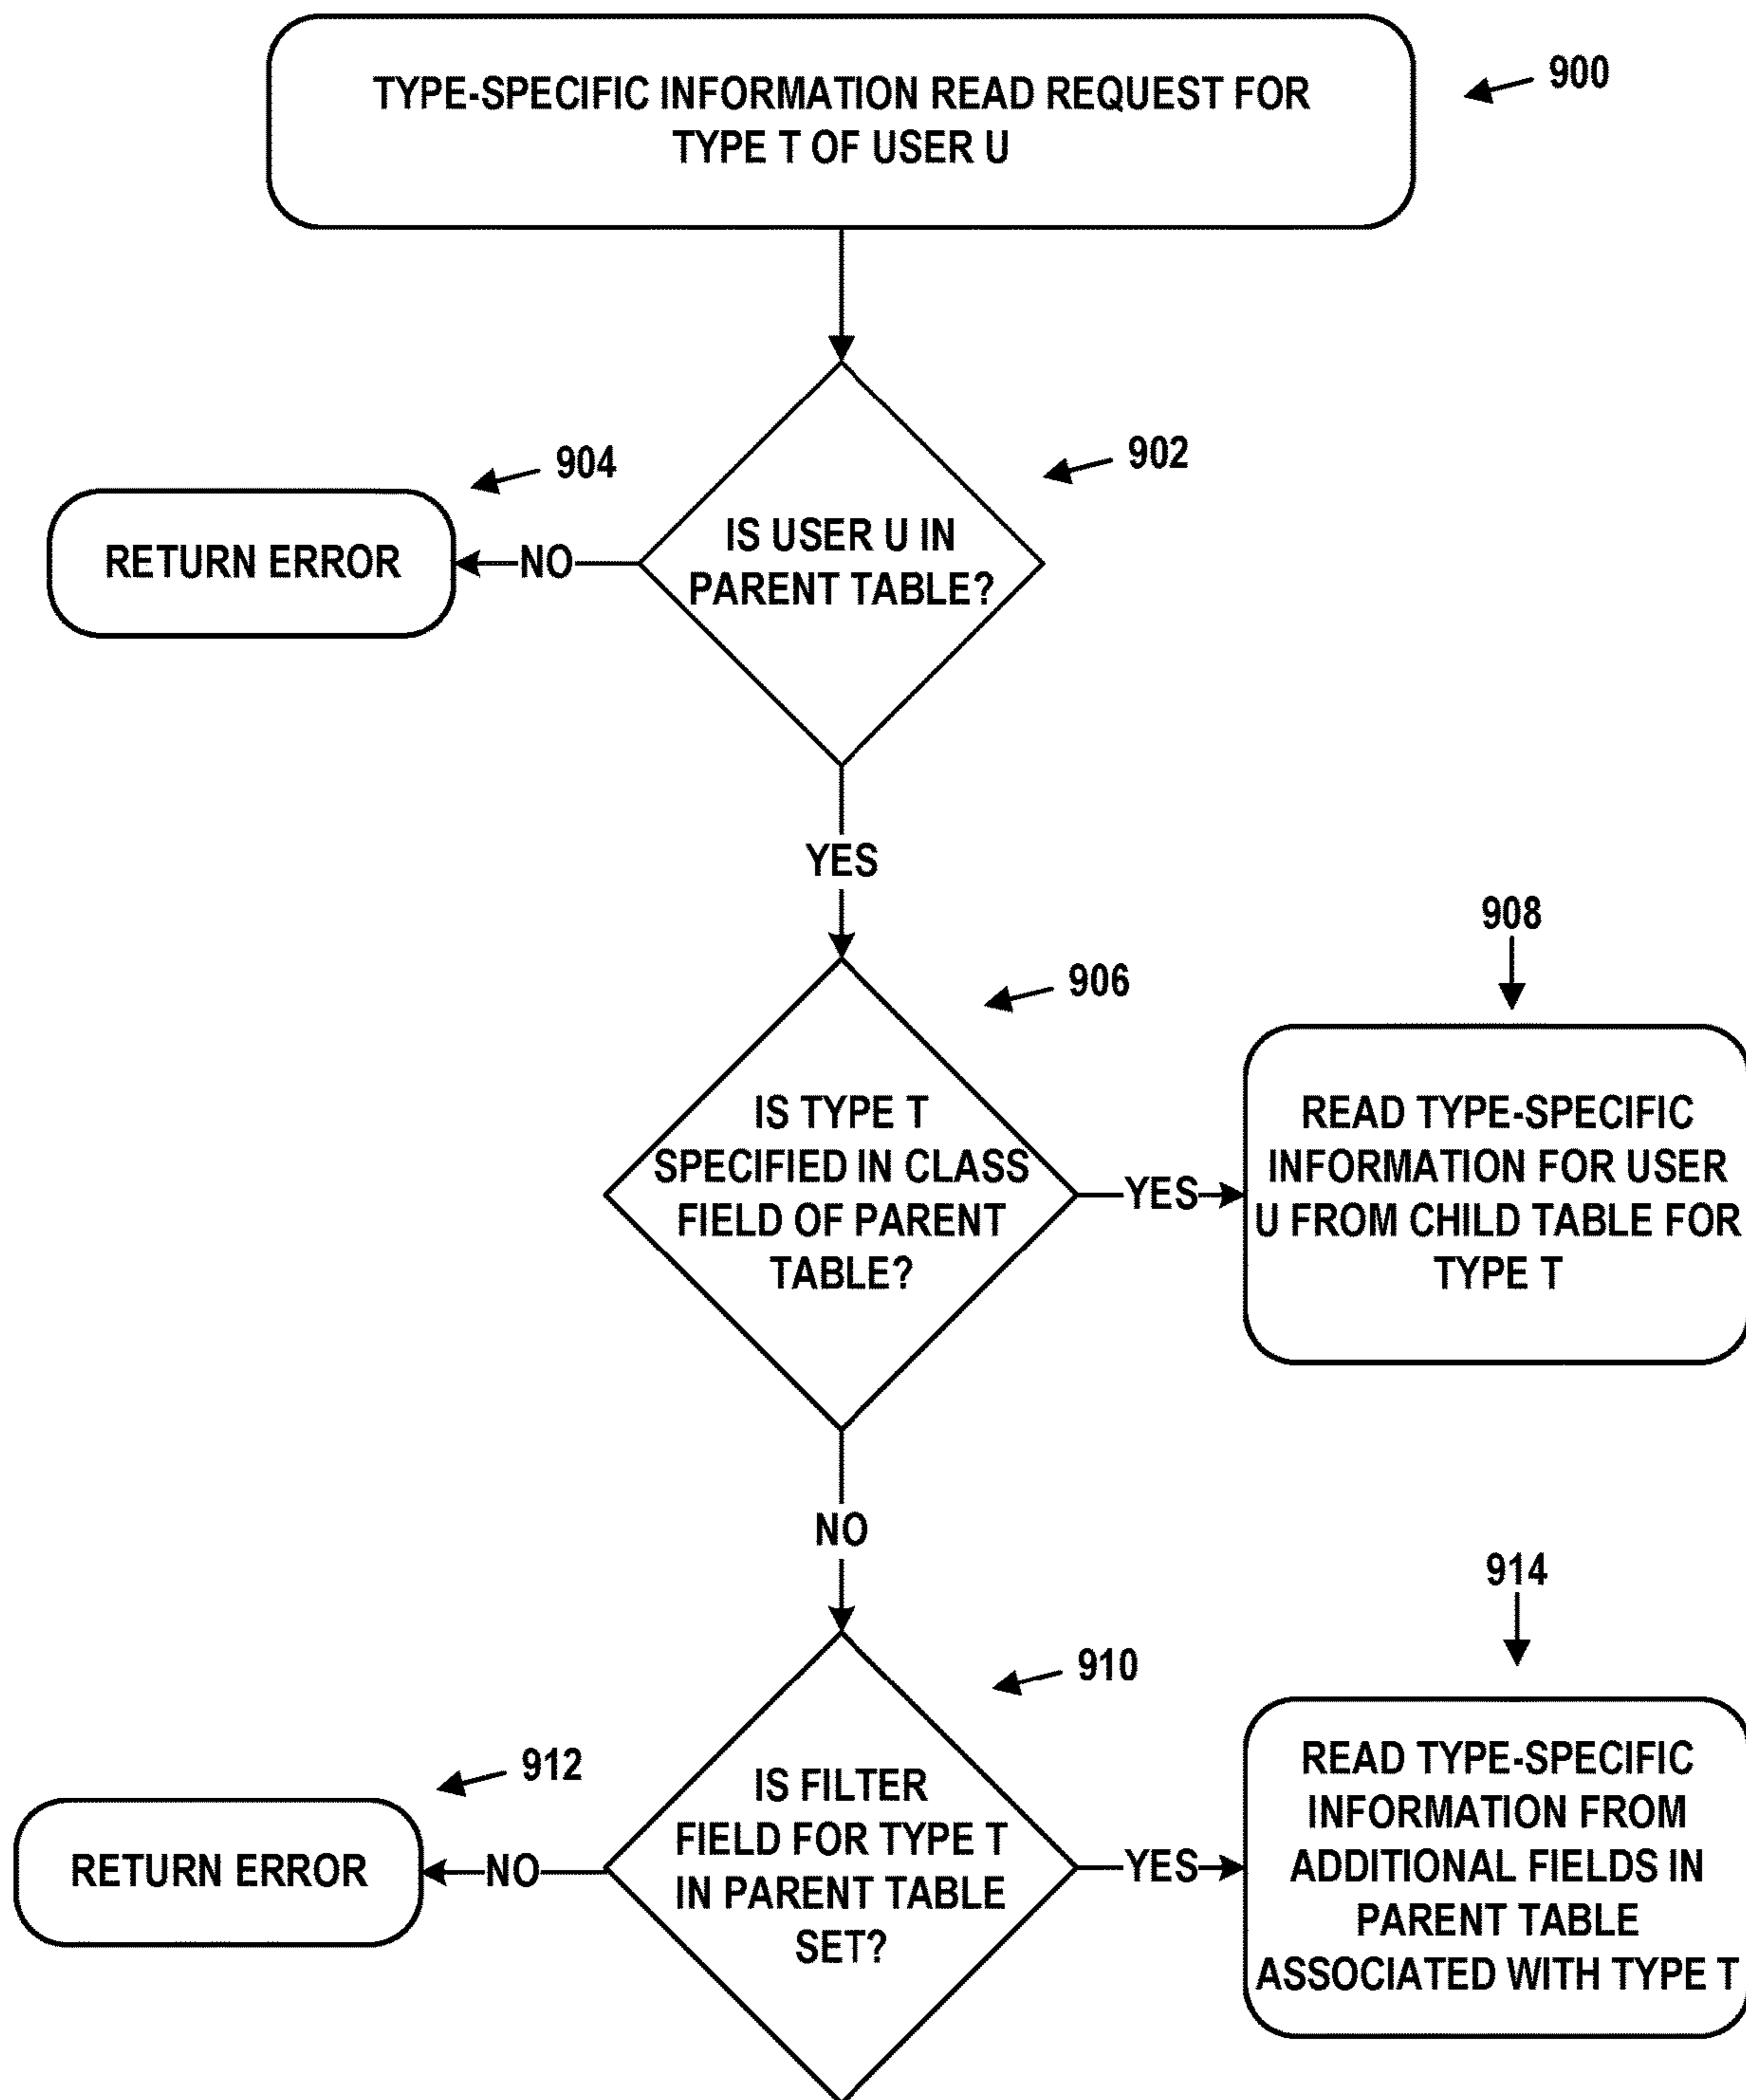 TYPE-SPECIFIC INFORMATION READ REQUEST FOR
TYPE T OF USER U
900
902
904
IS USER U IN
PARENT TABLE?
NO
RETURN ERROR
YES
906
908
IS TYPE T
SPECIFIED IN CLASS
FIELD OF PARENT
TABLE?
YES
READ TYPE-SPECIFIC
INFORMATION FOR USER
U FROM CHILD TABLE FOR
TYPE T
NO
910
914
912
IS FILTER
FIELD FOR TYPE T
IN PARENT TABLE
SET?
NO
RETURN ERROR
YES
READ TYPE-SPECIFIC
INFORMATION FROM
ADDITIONAL FIELDS IN
PARENT TABLE
ASSOCIATED WITH TYPE T